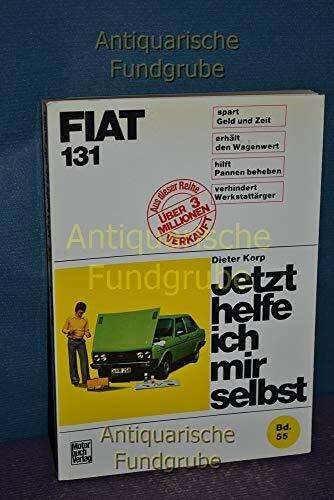 Antiquarische
Fundgrube
FIAT
131
spart
Geld und Zeit
erhält
den Wagenwert
hilft
Pannen beheben
verhindert
Werkstattärger
Aus dieser Reihe
ÜBER 3
MILLIONEN
VERKAUFT
Antiquarische
Fundgrube
Dieter Korp
Jetzt
helfe
ich
mir
selbst
Bd.
55
Motor
buch
Verlag
Antiquarische
Fundgrube